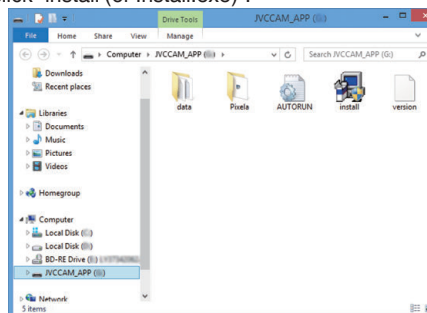 install (or install.exe) .
Drive Tools
JVCCAM_APP
File Home Share View Manage
Computer JVCCAM_APP
Search JVCCAM_APP (G:)
Downloads
Recent places
Libraries
Documents
Music
Pictures
Videos
Homegroup
Computer
Local Disk
Local Disk
BD-RE Drive
JVCCAM_APP
Network
5 items
data
Pixela
AUTORUN
install
version